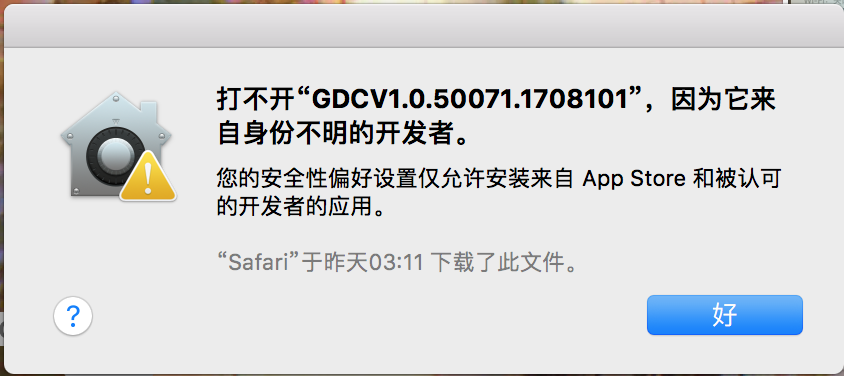 打不开“GDCV1.0.50071.1708101”，因为它来
自身份不明的开发者。
您的安全性偏好设置仅允许安装来自 App Store 和被认可
的开发者的应用。
“Safari”于昨天03:11 下载了此文件。
?
好